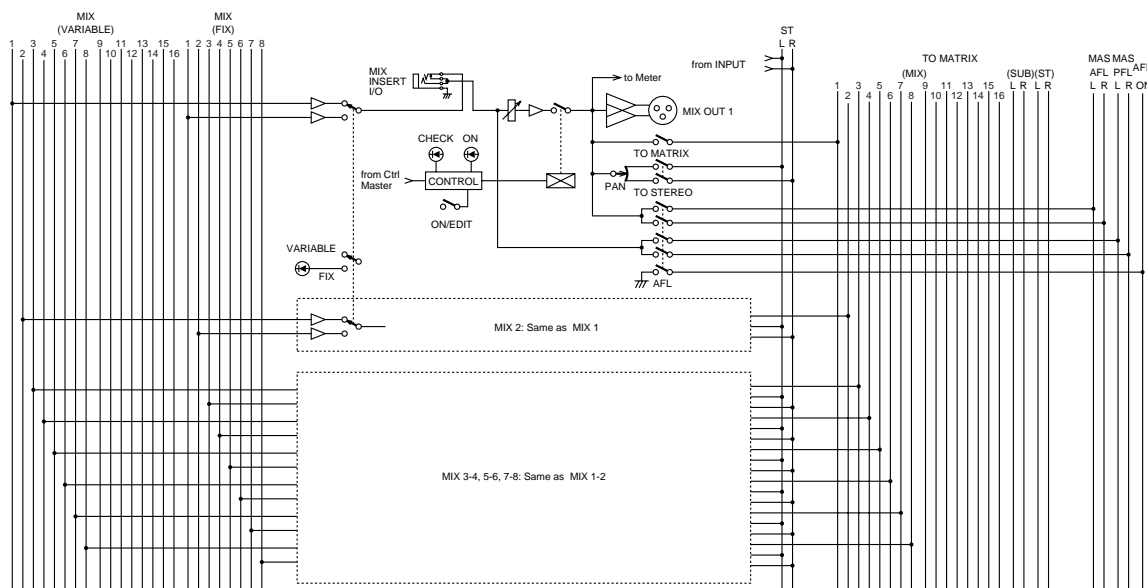 MIX
(VARIABLE)
1 2 3 4 5 6 7 8 9 10 11 12 13 14 15 16
MIX
(FIX)
1 2 3 4 5 6 7 8
MIX
INSERT
I/O
to Meter
MIX OUT 1
CHECK ON
from Ctrl
Master
CONTROL
ON/EDIT
PAN
TO MATRIX
TO STEREO
AFL
VARIABLE
FIX
ST
L R
from INPUT
TO MATRIX
(MIX) (SUB)(ST)
1 2 3 4 5 6 7 8 9 10 11 12 13 14 15 16 L R L R
MAS MAS
AFL PFL AFL
L R L R ON
MIX 2: Same as MIX 1
MIX 3-4, 5-6, 7-8: Same as MIX 1-2